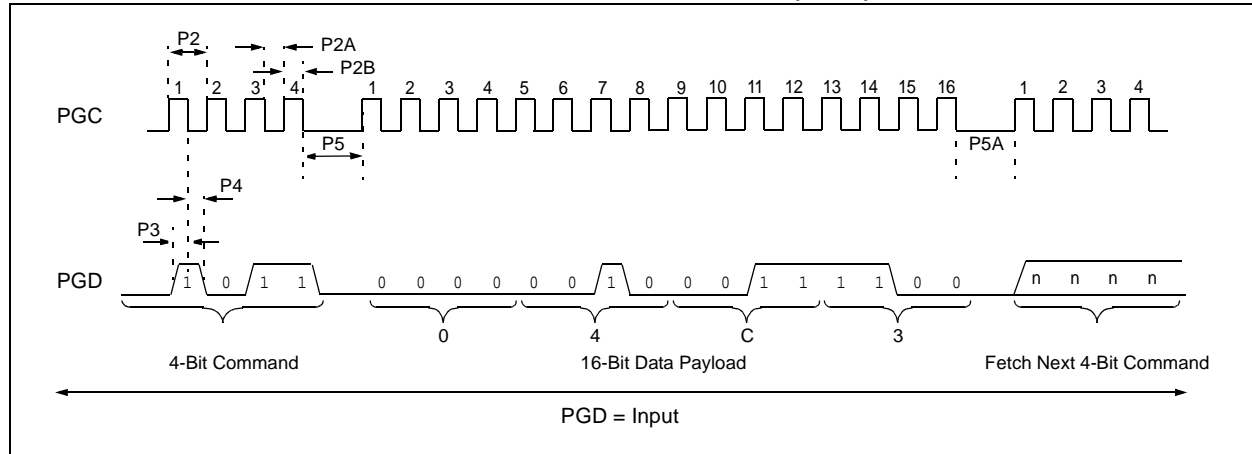 P2
P2A
P2B
1 2 3 4 1 2 3 4 5 6 7 8 9 10 11 12 13 14 15 16 1 2 3 4
PGC
P5
P5A
P4
P3
PGD
1 0 1 1 0 0 0 0 0 0 1 0 0 0 1 1 1 1 0 0 n n n n
0 4 C 3
4-Bit Command 16-Bit Data Payload Fetch Next 4-Bit Command
PGD = Input